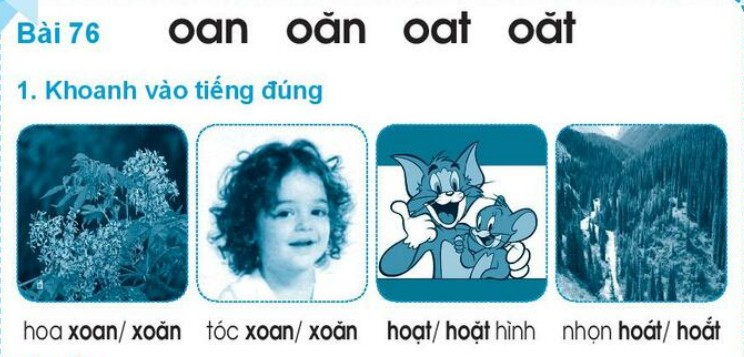 Bài 76 oan oăn oat oăt
1. Khoanh vào tiếng đúng
hoa xoan/ xoăn tóc xoan/ xoăn hoạt/ hoặt hình nhọn hoát/ hoắt